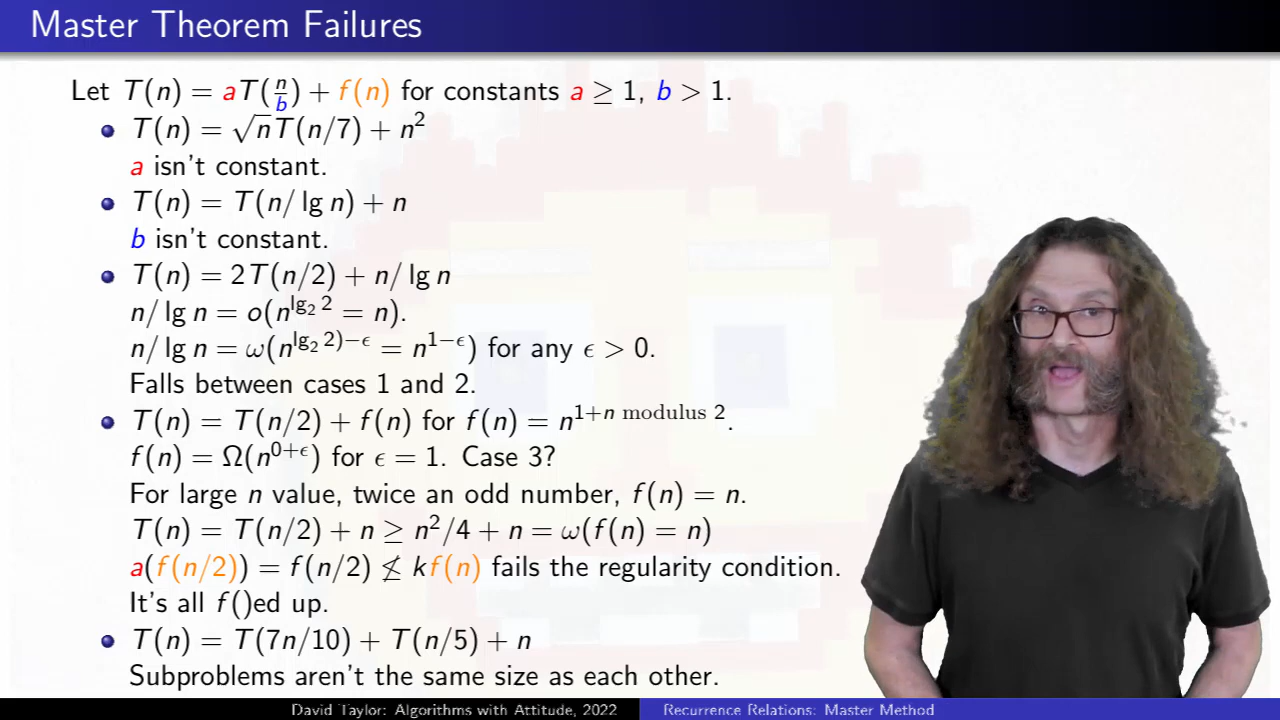 Master Theorem Failures
Let T(n) = aT(n/b) + f(n) for constants a ≥ 1, b > 1.
• T(n) = √nT(n/7) + n²
a isn't constant.
• T(n) = T(n/ lg n) + n
b isn't constant.
• T(n) = 2T(n/2) + n/ lg n
n/ lg n = o(n^{lg₂ 2} = n).
n/ lg n = ω(n^{lg₂ 2)−ϵ} = n^{1−ϵ}) for any ϵ > 0.
Falls between cases 1 and 2.
• T(n) = T(n/2) + f(n) for f(n) = n^{1+n modulus 2}.
f(n) = Ω(n^{0+ϵ}) for ϵ = 1. Case 3?
For large n value, twice an odd number, f(n) = n.
T(n) = T(n/2) + n ≥ n²/4 + n = ω(f(n) = n)
a(f(n/2)) = f(n/2) ≰ kf(n) fails the regularity condition.
It's all f()ed up.
• T(n) = T(7n/10) + T(n/5) + n
Subproblems aren't the same size as each other.
David Taylor: Algorithms with Attitude, 2022 Recurrence Relations: Master Method